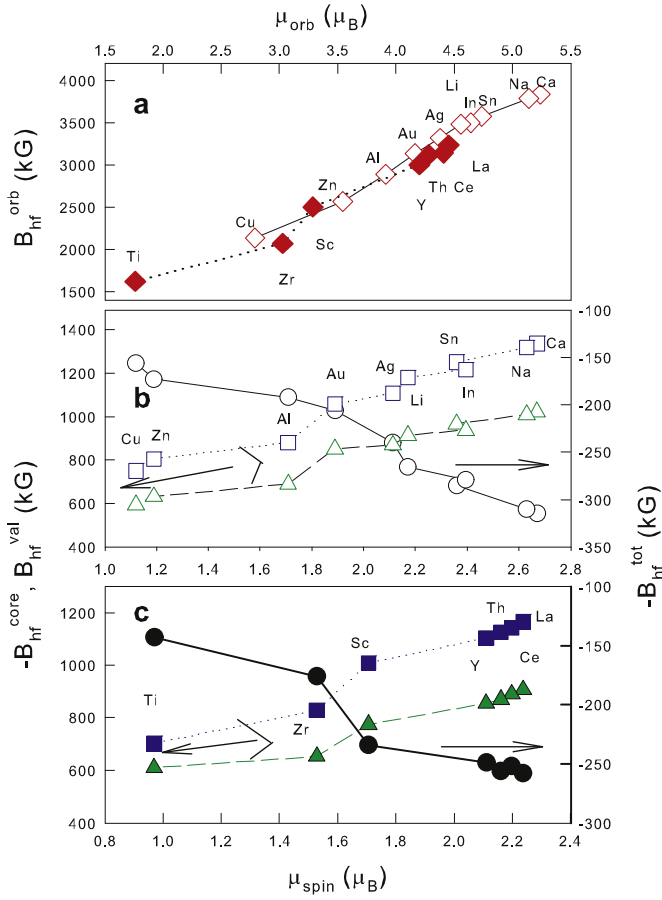 μorb (μB)
1.5 2.0 2.5 3.0 3.5 4.0 4.5 5.0 5.5
a
4000
3500
3000
2500
2000
1500
Bhf^orb (kG)
Li
Na Ca
In Sn
Ag
Au
Al
La
Th Ce
Y
Zn
Cu
Sc
Ti
Zr
b
1400
1200
1000
800
600
400
-100
-150
-200
-250
-300
-350
Sn
Ca
Au
Ag
In
Na
Li
Al
Cu Zn
0.8 1.0 1.2 1.4 1.6 1.8 2.0 2.2 2.4 2.6 2.8
-Bhf^core, Bhf^val (kG)
-Bhf^tot (kG)
c
1200
1000
800
600
400
-100
-150
-200
-250
-300
Th La
Sc
Y Ce
Ti
Zr
0.8 1.0 1.2 1.4 1.6 1.8 2.0 2.2 2.4
μspin (μB)